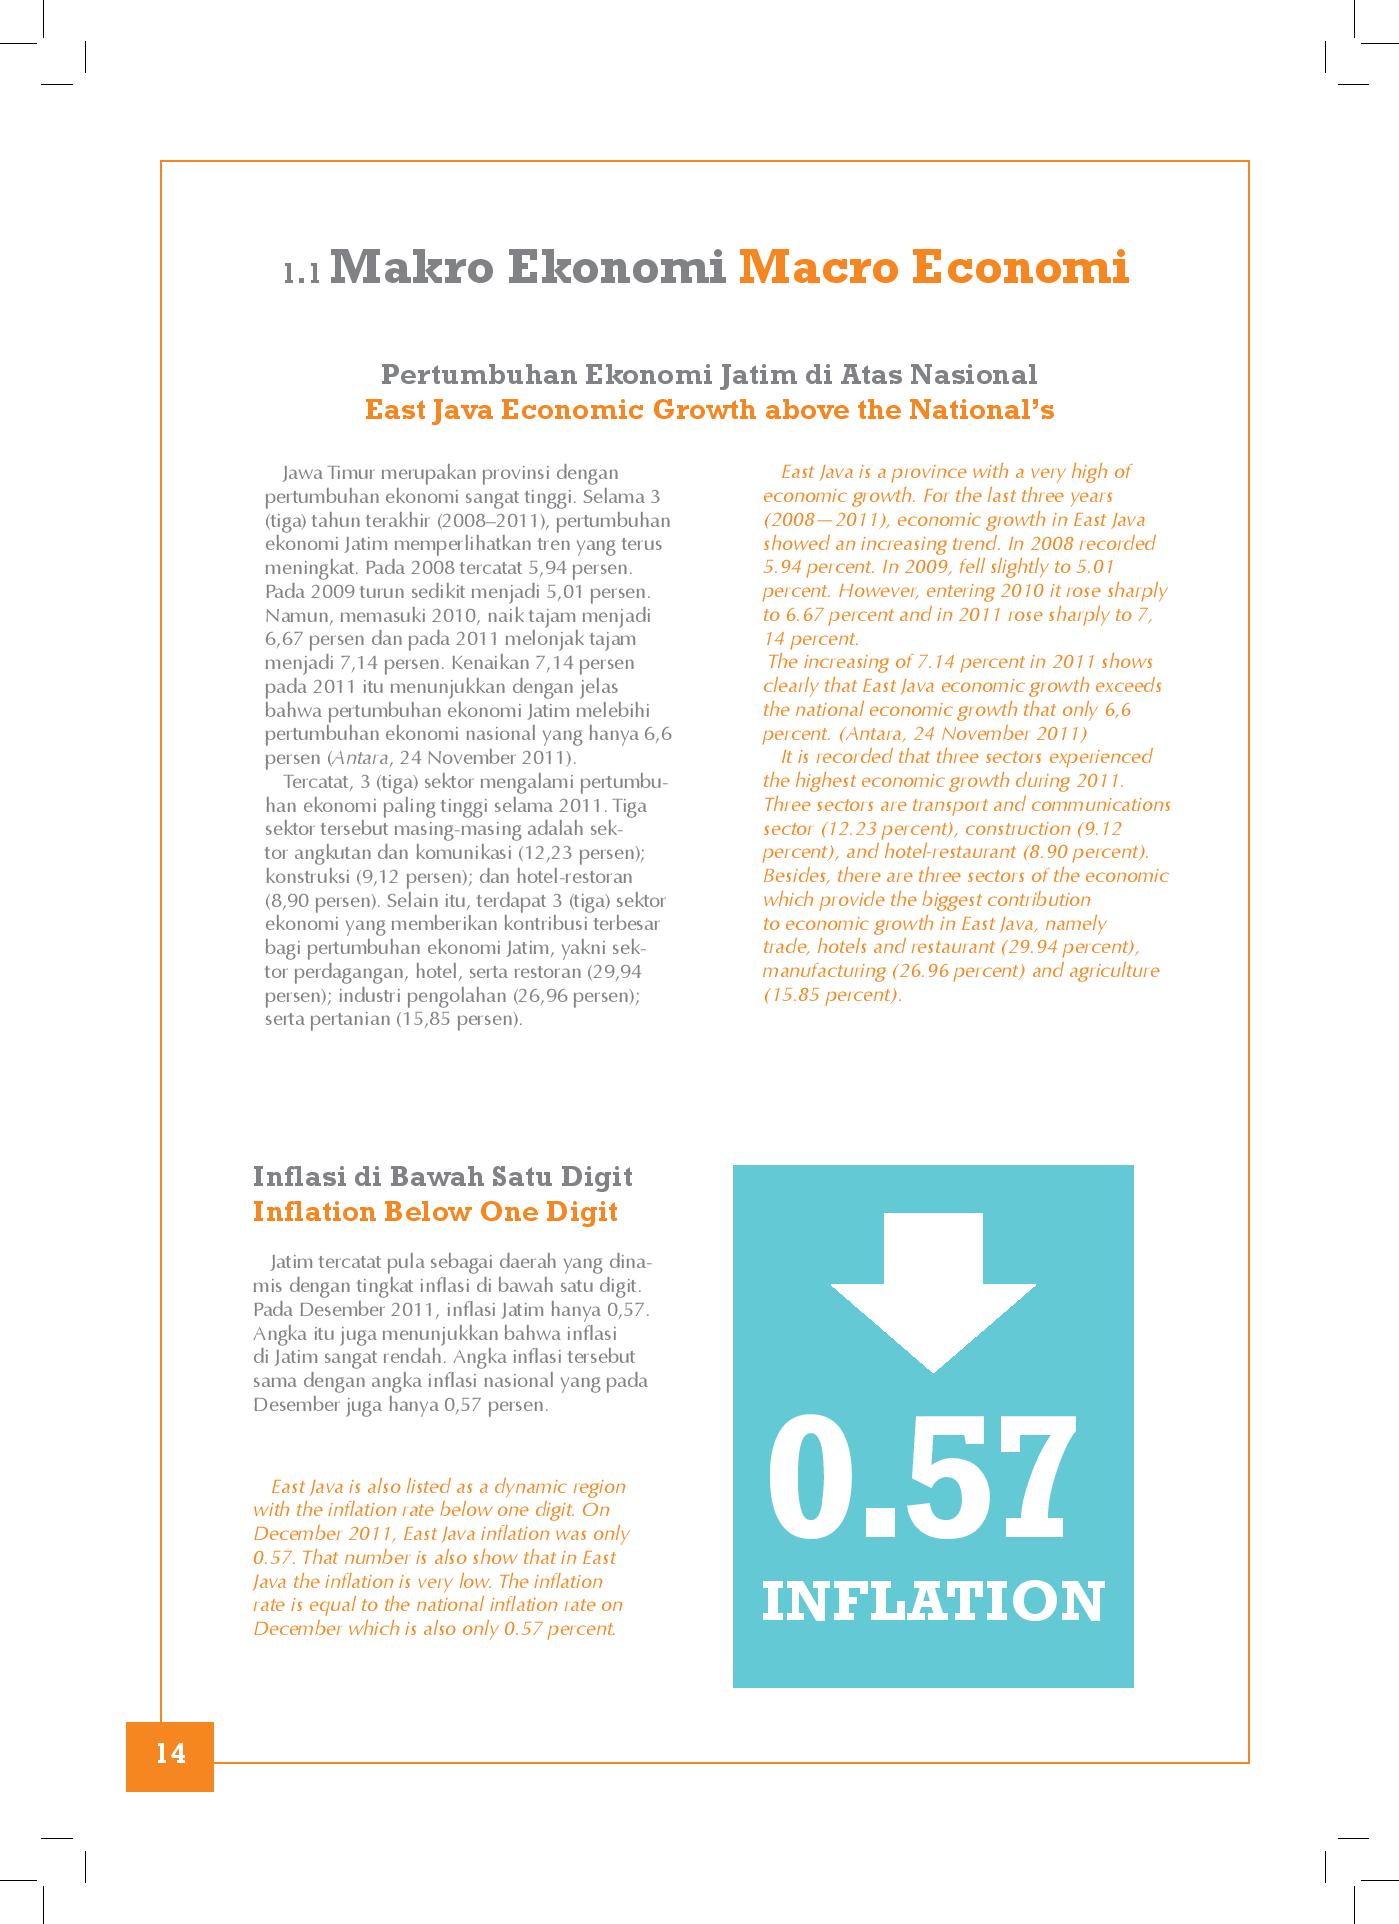 1.1 Makro Ekonomi Macro Economi
Pertumbuhan Ekonomi Jatim di Atas Nasional
East Java Economic Growth above the National’s
Jawa Timur merupakan provinsi dengan
pertumbuhan ekonomi sangat tinggi. Selama 3
(tiga) tahun terakhir (2008–2011), pertumbuhan
ekonomi Jatim memperlihatkan tren yang terus
meningkat. Pada 2008 tercatat 5,94 persen.
Pada 2009 turun sedikit menjadi 5,01 persen.
Namun, memasuki 2010, naik tajam menjadi
6,67 persen dan pada 2011 melonjak tajam
menjadi 7,14 persen. Kenaikan 7,14 persen
pada 2011 itu menunjukkan dengan jelas
bahwa pertumbuhan ekonomi Jatim melebihi
pertumbuhan ekonomi nasional yang hanya 6,6
persen (Antara, 24 November 2011).
Tercatat, 3 (tiga) sektor mengalami pertumbu-
han ekonomi paling tinggi selama 2011. Tiga
sektor tersebut masing-masing adalah sek-
tor angkutan dan komunikasi (12,23 persen);
konstruksi (9,12 persen); dan hotel-restoran
(8,90 persen). Selain itu, terdapat 3 (tiga) sektor
ekonomi yang memberikan kontribusi terbesar
bagi pertumbuhan ekonomi Jatim, yakni sek-
tor perdagangan, hotel, serta restoran (29,94
persen); industri pengolahan (26,96 persen);
serta pertanian (15,85 persen).
East Java is a province with a very high of
economic growth. For the last three years
(2008—2011), economic growth in East Java
showed an increasing trend. In 2008 recorded
5.94 percent. In 2009, fell slightly to 5.01
percent. However, entering 2010 it rose sharply
to 6.67 percent and in 2011 rose sharply to 7,
14 percent.
The increasing of 7.14 percent in 2011 shows
clearly that East Java economic growth exceeds
the national economic growth that only 6,6
percent. (Antara, 24 November 2011)
It is recorded that three sectors experienced
the highest economic growth during 2011.
Three sectors are transport and communications
sector (12.23 percent), construction (9.12
percent), and hotel-restaurant (8.90 percent).
Besides, there are three sectors of the economic
which provide the biggest contribution
to economic growth in East Java, namely
trade, hotels and restaurant (29.94 percent),
manufacturing (26.96 percent) and agriculture
(15.85 percent).
Inflasi di Bawah Satu Digit
Inflation Below One Digit
Jatim tercatat pula sebagai daerah yang dina-
mis dengan tingkat inflasi di bawah satu digit.
Pada Desember 2011, inflasi Jatim hanya 0,57.
Angka itu juga menunjukkan bahwa inflasi
di Jatim sangat rendah. Angka inflasi tersebut
sama dengan angka inflasi nasional yang pada
Desember juga hanya 0,57 persen.
East Java is also listed as a dynamic region
with the inflation rate below one digit. On
December 2011, East Java inflation was only
0.57. That number is also show that in East
Java the inflation is very low. The inflation
rate is equal to the national inflation rate on
December which is also only 0.57 percent.
0.57
INFLATION
14